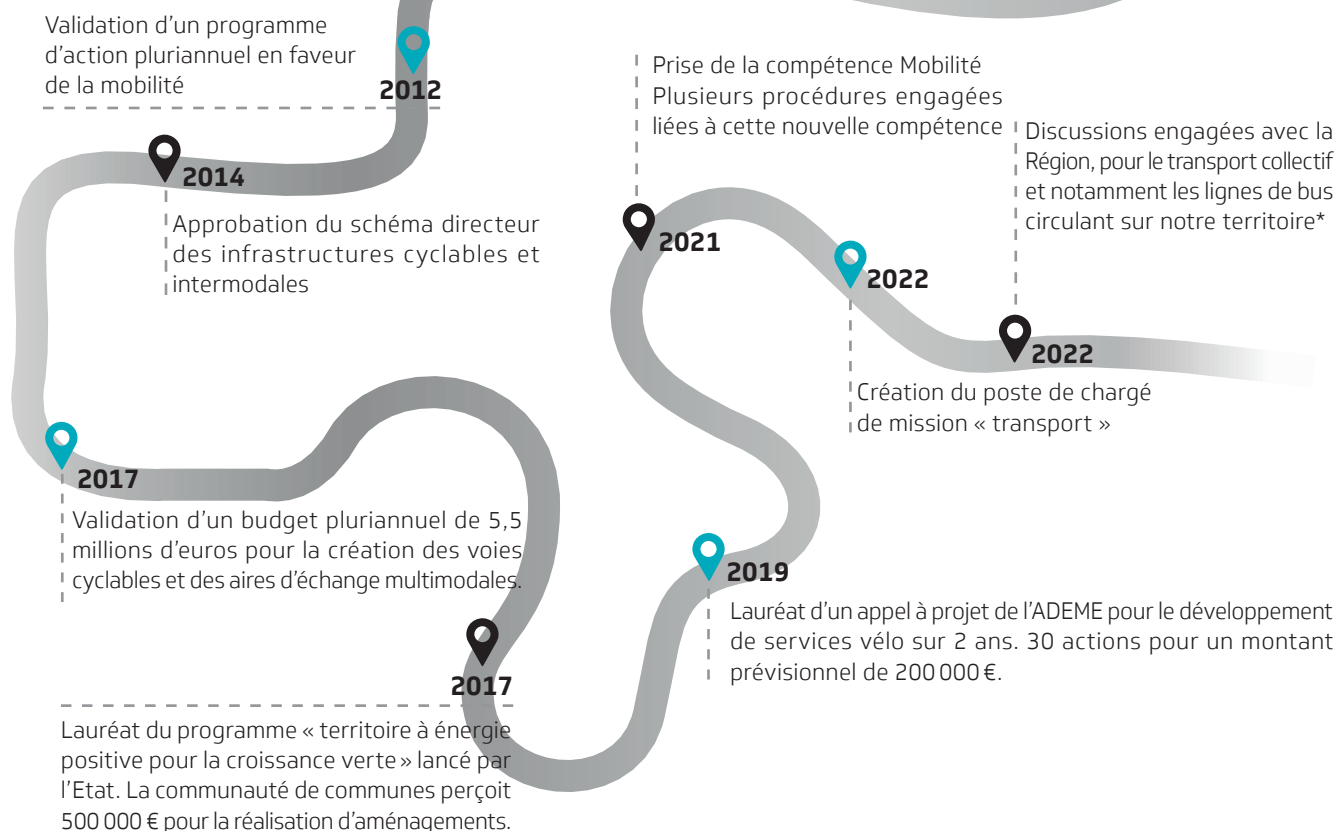 Validation d’un programme
d’action pluriannuel en faveur
de la mobilité
2012
2014
Approbation du schéma directeur
des infrastructures cyclables et
intermodales
2017
Validation d’un budget pluriannuel de 5,5
millions d’euros pour la création des voies
cyclables et des aires d’échange multimodales.
2017
Lauréat du programme « territoire à énergie
positive pour la croissance verte » lancé par
l’Etat. La communauté de communes perçoit
500 000 € pour la réalisation d’aménagements.
2019
Lauréat d’un appel à projet de l’ADEME pour le développement
de services vélo sur 2 ans. 30 actions pour un montant
prévisionnel de 200 000 €.
Prise de la compétence Mobilité
Plusieurs procédures engagées
liées à cette nouvelle compétence
2021
2022
Création du poste de chargé
de mission « transport »
Discussions engagées avec la
Région, pour le transport collectif
et notamment les lignes de bus
circulant sur notre territoire*
2022